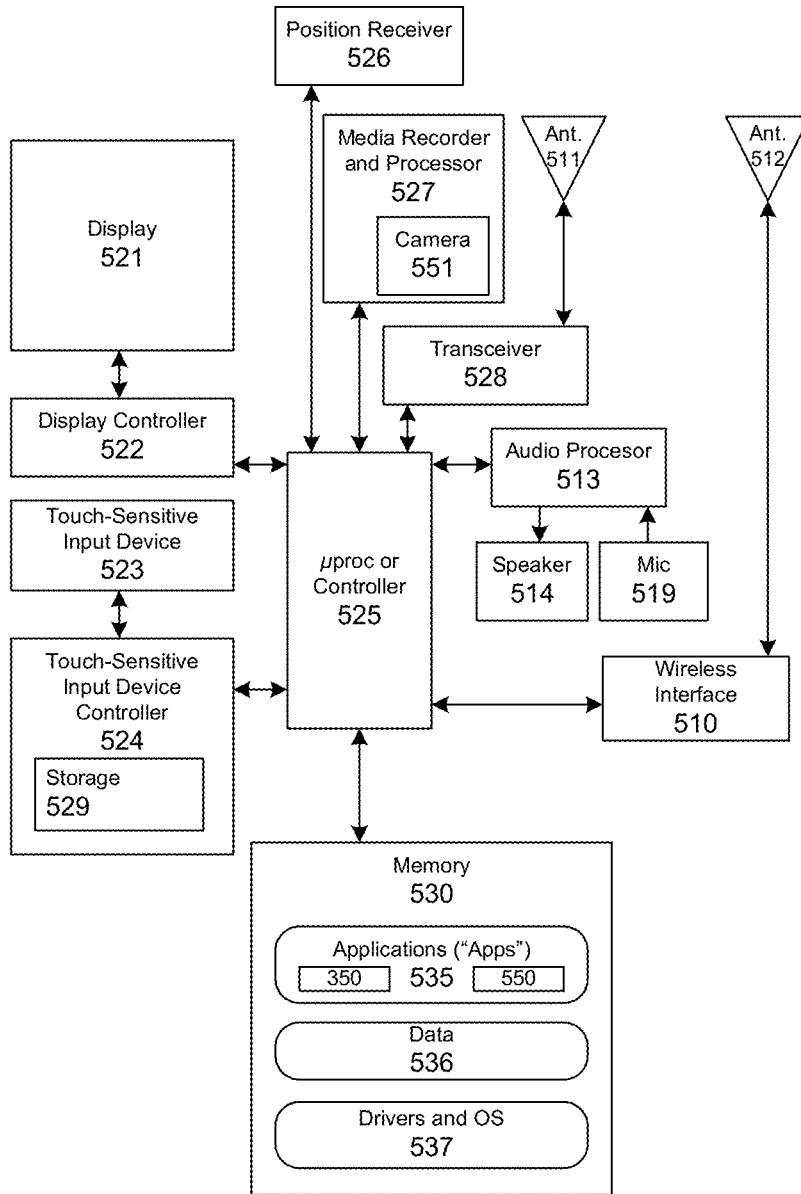 Position Receiver
526
Media Recorder
and Processor
527
Camera
551
Ant.
511
Ant.
512
Display
521
Transceiver
528
Display Controller
522
Audio Procesor
513
Touch-Sensitive
Input Device
523
µproc or
Controller
525
Speaker
514
Mic
519
Touch-Sensitive
Input Device
Controller
524
Storage
529
Wireless
Interface
510
Memory
530
Applications (“Apps”)
350 535 550
Data
536
Drivers and OS
537